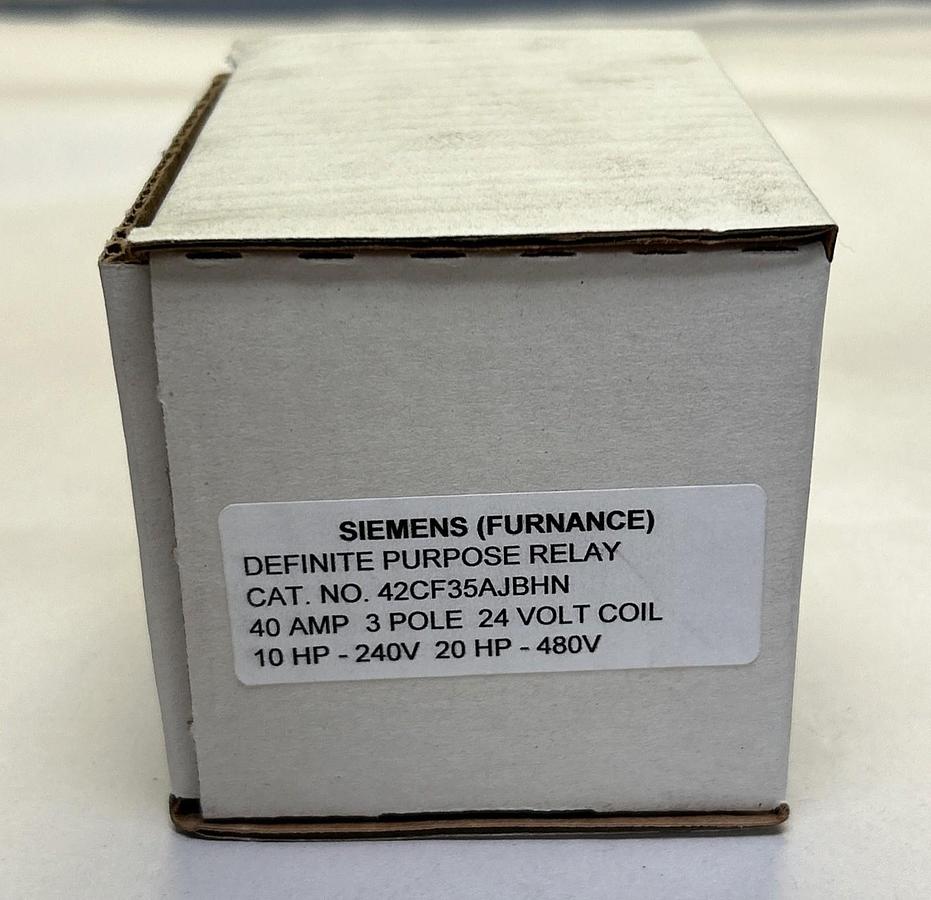 SIEMENS (FURNANCE)
DEFINITE PURPOSE RELAY
CAT. NO. 42CF35AJBHN
40 AMP 3 POLE 24 VOLT COIL
10 HP - 240V 20 HP - 480V